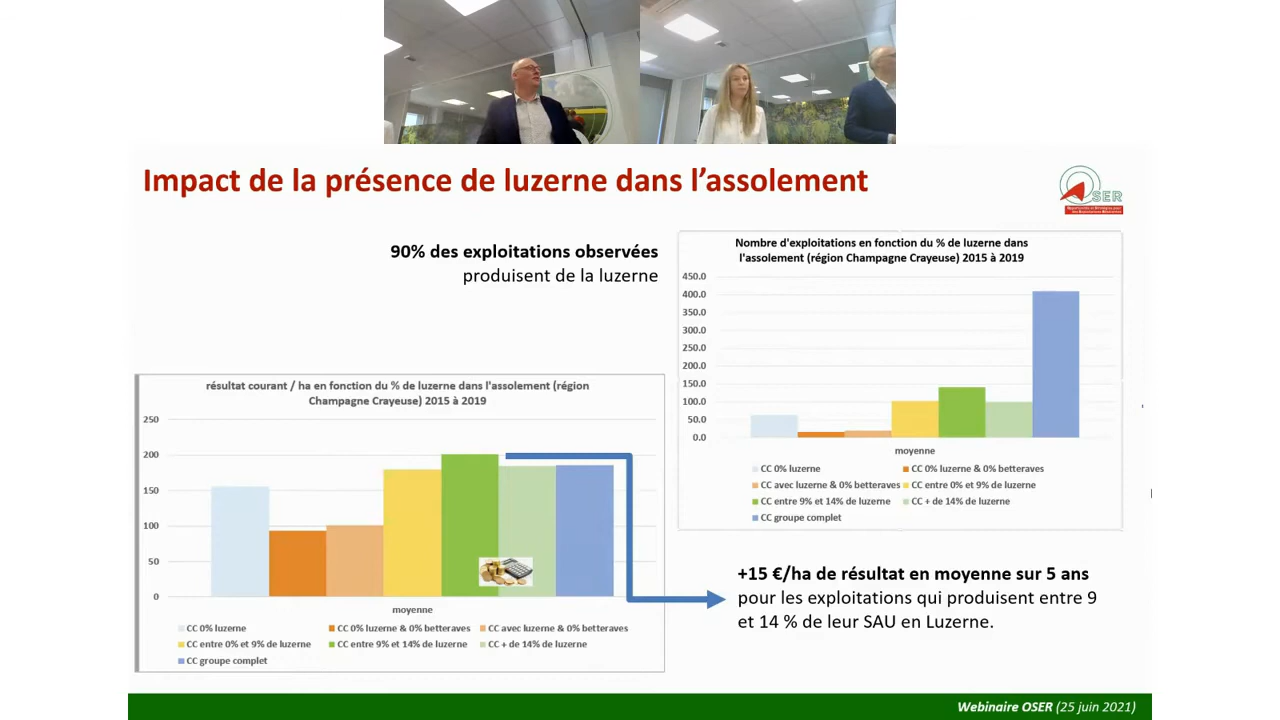 Impact de la présence de luzerne dans l'assolement
SER
90% des exploitations observées
produisent de la luzerne
Nombre d'exploitations en fonction du % de luzerne dans
l'assolement (région Champagne Crayeuse) 2015 à 2019
450.0
400.0
350.0
300.0
250.0
200.0
150.0
100.0
50.0
0.0
moyenne
CC 0% luzerne
CC 0% luzerne & 0% betteraves
CC avec luzerne & 0% betteraves
CC entre 0% et 9% de luzerne
CC entre 9% et 14% de luzerne
CC + de 14% de luzerne
CC groupe complet
résultat courant / ha en fonction du % de luzerne dans l'assolement (région
Champagne Crayeuse) 2015 à 2019
250
200
150
100
50
0
moyenne
CC 0% luzerne
CC 0% luzerne & 0% betteraves
CC avec luzerne & 0% betteraves
CC entre 0% et 9% de luzerne
CC entre 9% et 14% de luzerne
CC + de 14% de luzerne
CC groupe complet
+15 €/ha de résultat en moyenne sur 5 ans
pour les exploitations qui produisent entre 9
et 14 % de leur SAU en Luzerne.
Webinaire OSER (25 juin 2021)